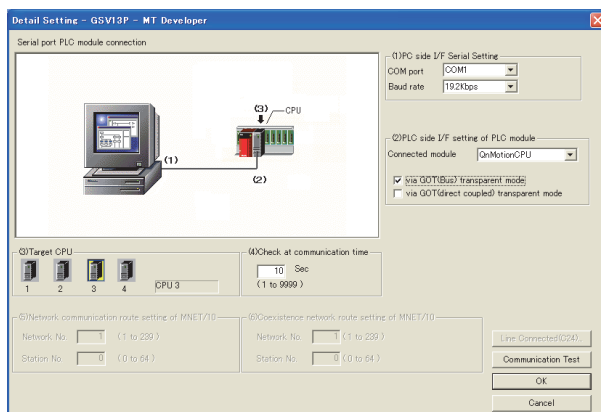 Detail Setting - GSV13P - MT Developer
Serial port PLC module connection
(3)
CPU
(1)
(2)
(1)PC side I/F Serial Setting
COM port COM1
Baud rate 19.2Kbps
(2)PLC side I/F setting of PLC module
Connected module QnMotionCPU
via GOT(Bus) transparent mode
via GOT(direct coupled) transparent mode
(3)Target CPU
1 2 3 4 CPU 3
(4)Check at communication time
10 Sec
(1 to 9999 )
(5)Network communication route setting of MNET/10
Network No. 1 (1 to 239 )
Station No. 0 (0 to 64 )
(6)Coexistence network route setting of MNET/10
Network No. 1 (1 to 239 )
Station No. 0 (0 to 64 )
Line Connected(C24)..
Communication Test
OK
Cancel